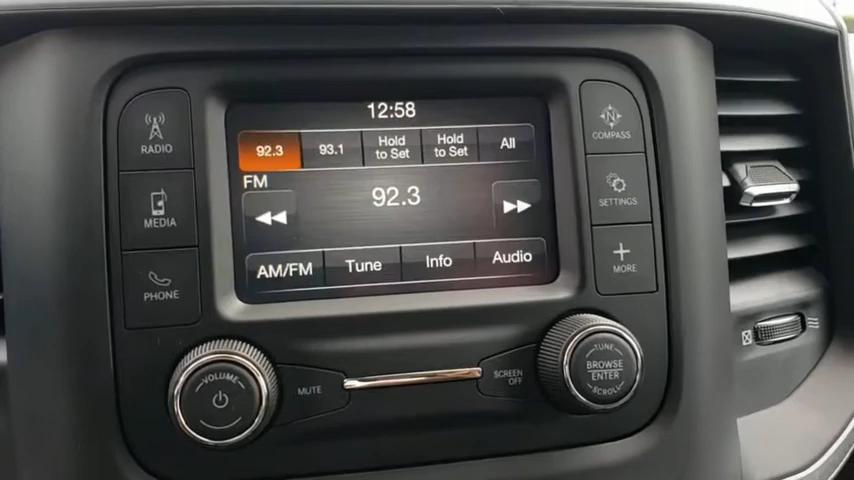 12:58
92.3
93.1
Hold
to Set
Hold
to Set
All
FM
92.3
AM/FM
Tune
Info
Audio
RADIO
MEDIA
PHONE
N
COMPASS
SETTINGS
MORE
VOLUME
MUTE
SCREEN
OFF
TUNE
BROWSE
ENTER
SCROLL